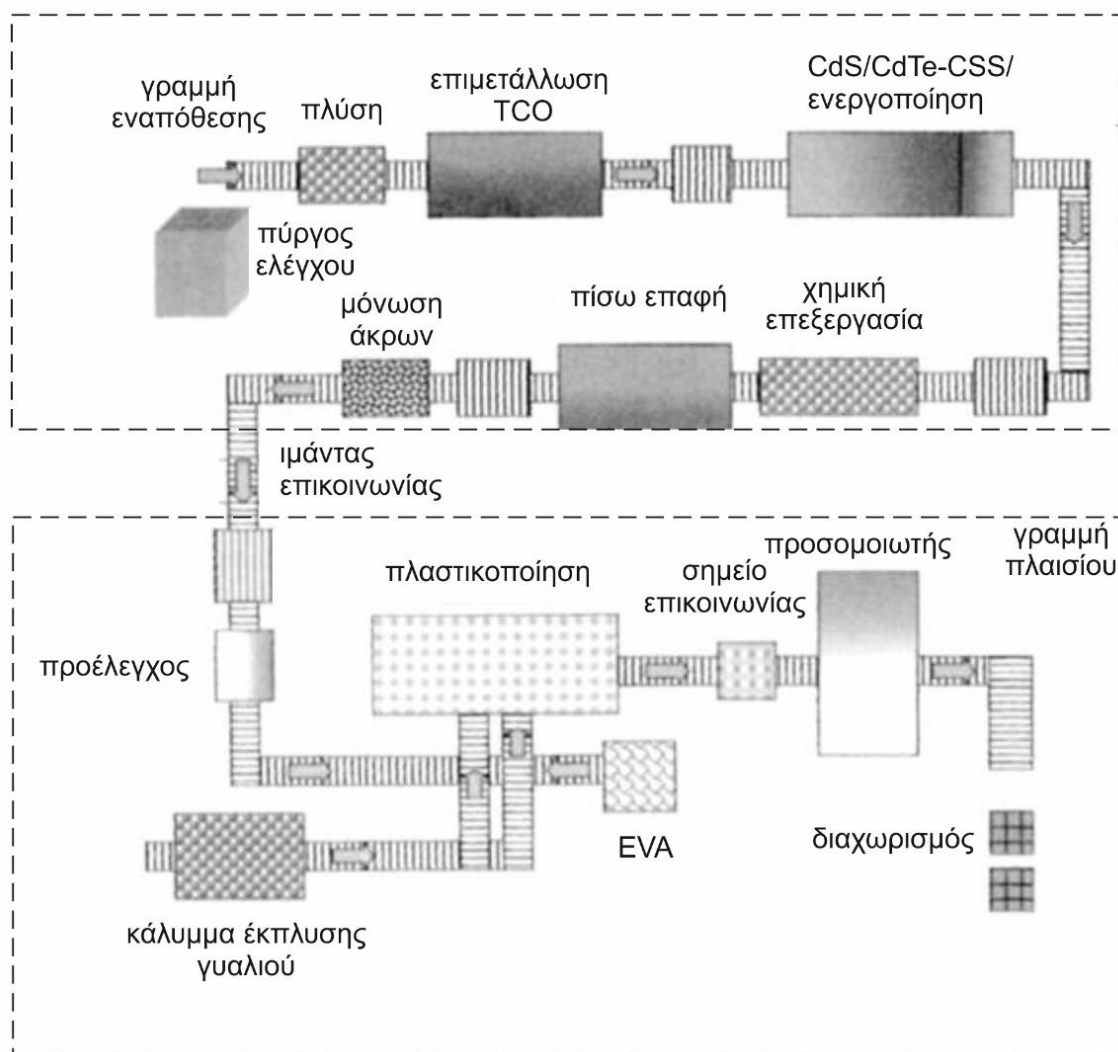 γραμμή
εναπόθεσης
πλύση
επιμετάλλωση
TCO
CdS/CdTe-CSS/
ενεργοποίηση
πύργος
ελέγχου
μόνωση
άκρων
πίσω επαφή
χημική
επεξεργασία
ιμάντας
επικοινωνίας
προέλεγχος
πλαστικοποίηση
σημείο
επικοινωνίας
προσομοιωτής
γραμμή
πλαισίου
EVA
διαχωρισμός
κάλυμμα έκπλυσης
γυαλιού